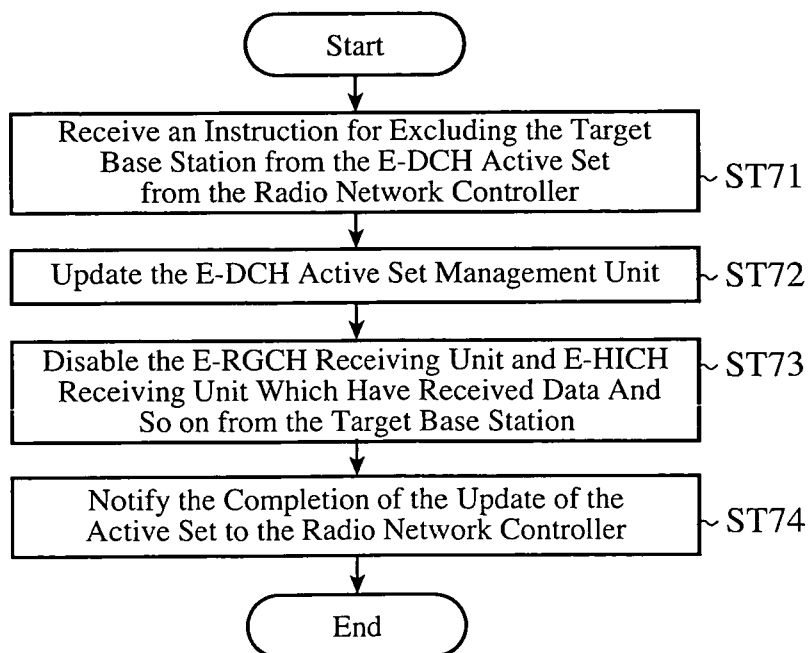 Start
Receive an Instruction for Excluding the Target
Base Station from the E-DCH Active Set
from the Radio Network Controller
~ ST71
Update the E-DCH Active Set Management Unit
~ ST72
Disable the E-RGCH Receiving Unit and E-HICH
Receiving Unit Which Have Received Data And
So on from the Target Base Station
~ ST73
Notify the Completion of the Update of the
Active Set to the Radio Network Controller
~ ST74
End